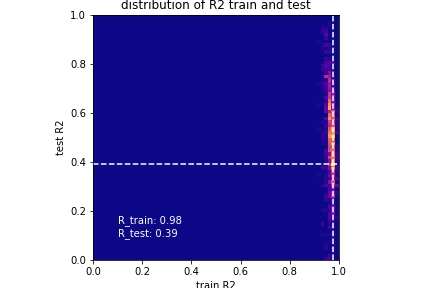 distribution of R2 train and test
1.0
0.8
0.6
0.4
0.2
0.0
test R2
R_train: 0.98
R_test: 0.39
0.0 0.2 0.4 0.6 0.8 1.0
train R2